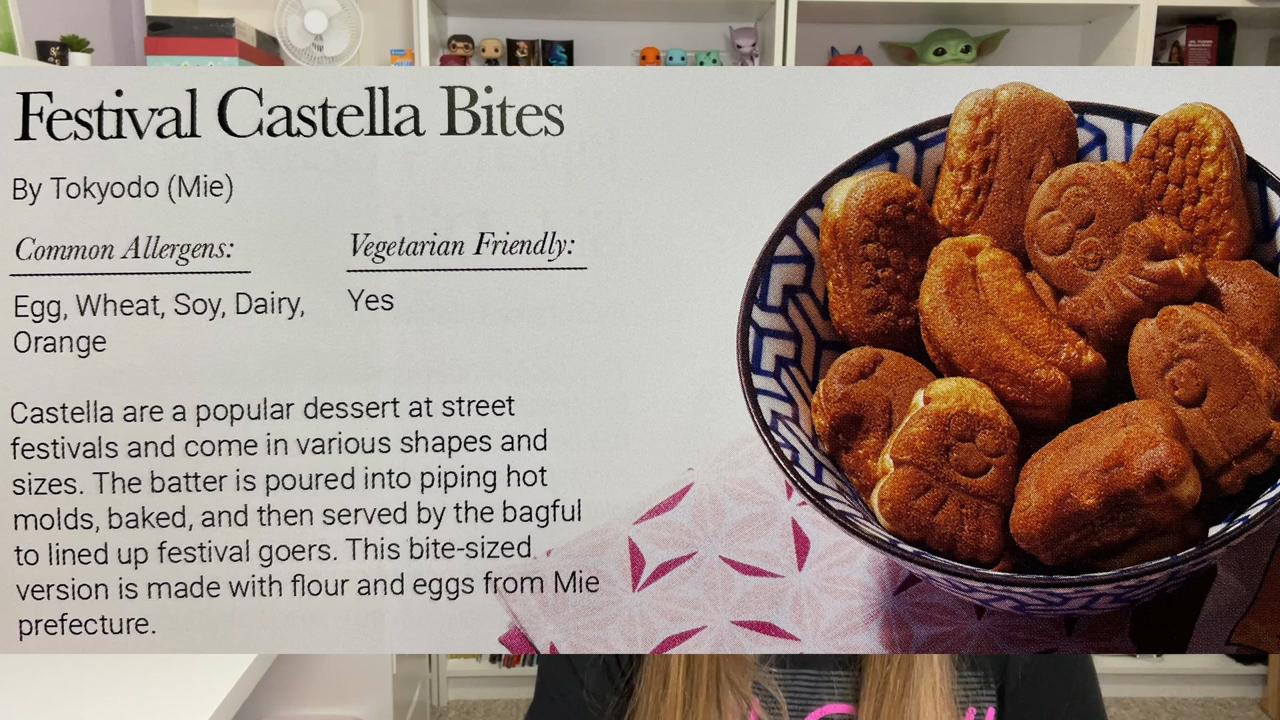 Festival Castella Bites
By Tokyodo (Mie)
Common Allergens:
Vegetarian Friendly:
Egg, Wheat, Soy, Dairy,
Orange
Yes
Castella are a popular dessert at street
festivals and come in various shapes and
sizes. The batter is poured into piping hot
molds, baked, and then served by the bagful
to lined up festival goers. This bite-sized
version is made with flour and eggs from Mie
prefecture.